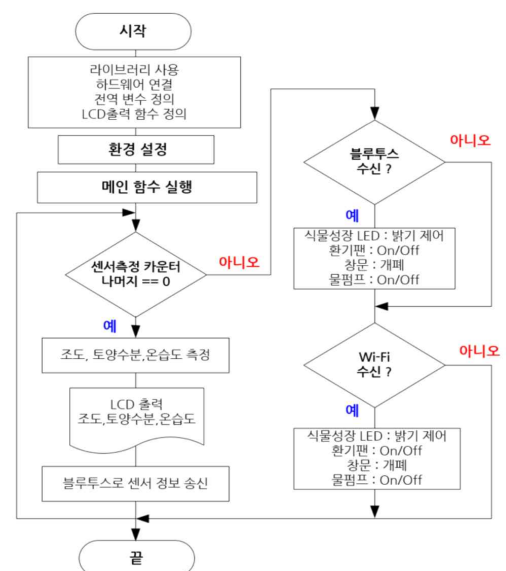 시작
라이브러리 사용
하드웨어 연결
전역 변수 정의
LCD출력 함수 정의
환경 설정
메인 함수 실행
센서측정 카운터
나머지 == 0
아니오
예
조도, 토양수분,온습도 측정
LCD 출력
조도,토양수분,온습도
블루투스로 센서 정보 송신
끝
블루투스
수신 ?
아니오
예
식물성장 LED : 밝기 제어
환기팬 : On/Off
창문 : 개폐
물펌프 : On/Off
Wi-Fi
수신 ?
아니오
예
식물성장 LED : 밝기 제어
환기팬 : On/Off
창문 : 개폐
물펌프 : On/Off